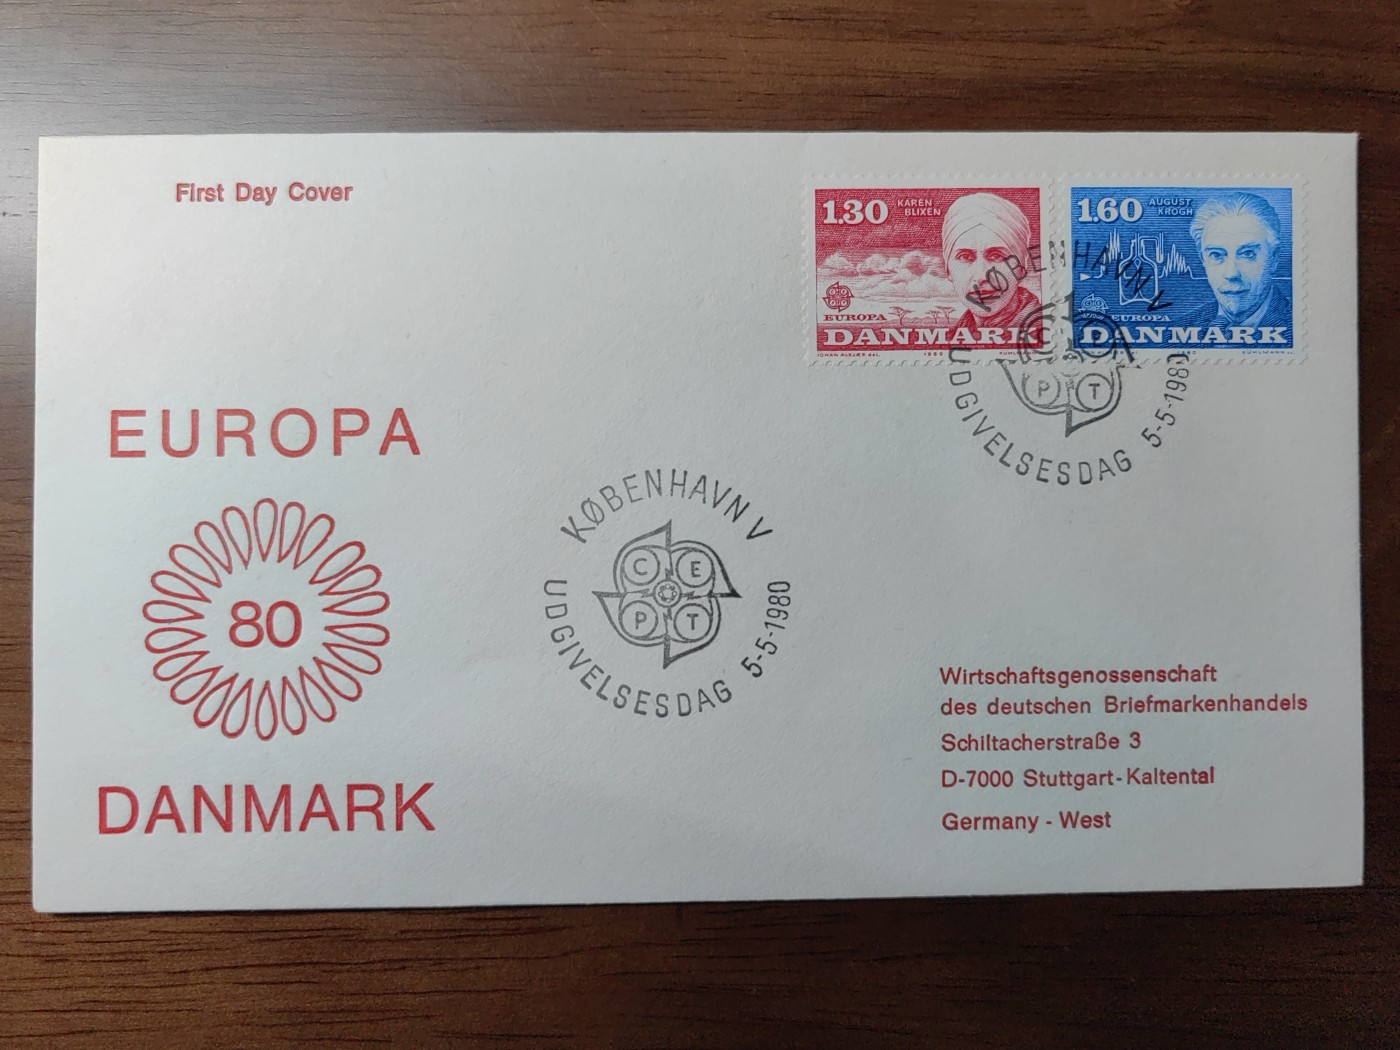 First Day Cover
1.30 KAREN
BLIXEN
EUROPA
DANMARK
1.60 AUGUST
KROGH
EUROPA
DANMARK
KØBENHAVN V
C E
P T
UDGIVELSESDAG 5-5-1980
EUROPA
80
DANMARK
KØBENHAVN V
C E
P T
UDGIVELSESDAG 5-5-1980
Wirtschaftsgenossenschaft
des deutschen Briefmarkenhandels
Schiltacherstraße 3
D-7000 Stuttgart-Kaltental
Germany - West